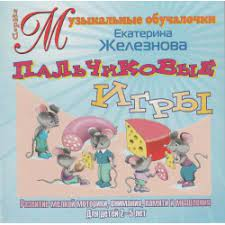 Серия
Музыкальные обучалочки
Екатерина
Железнова
ПАЛЬЧИКОВЫЕ
ИГРЫ
Развитие мелкой моторики, внимания, памяти и мышления
Для детей 2-5 лет